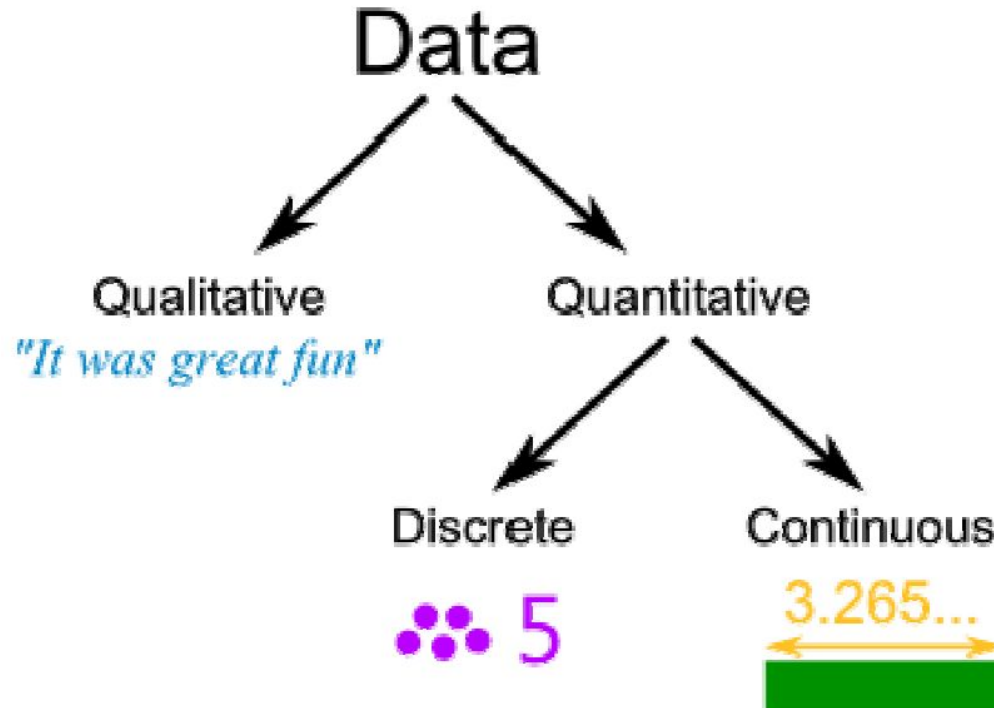 Data
Qualitative
Quantitative
"It was great fun"
Discrete
Continuous
5
3.265...